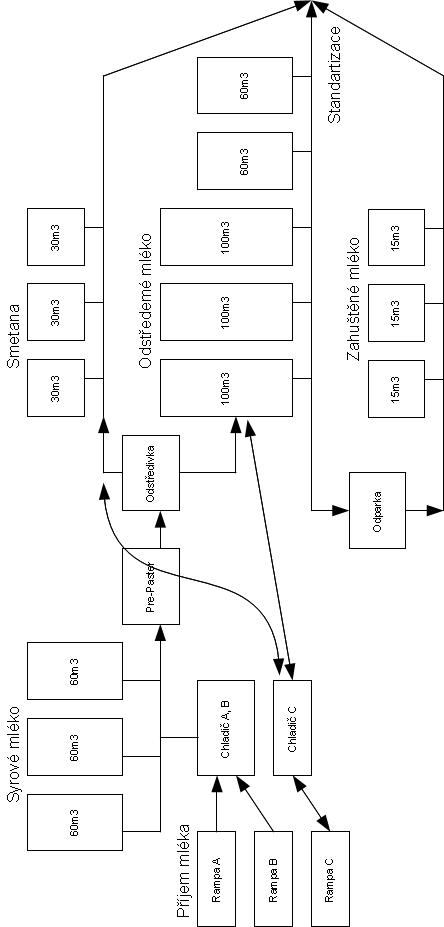 Syrové mléko
Smetana
60m3
60m3
60m3
30m3
30m3
30m3
Odstředemé mléko
Pre-Paster
Odstředivka
Příjem mléka
Rampa A
Chladič A, B
100m3
100m3
100m3
60m3
60m3
Rampa B
Chladič C
Rampa C
Standartizace
Zahuštěné mléko
Odparka
15m3
15m3
15m3